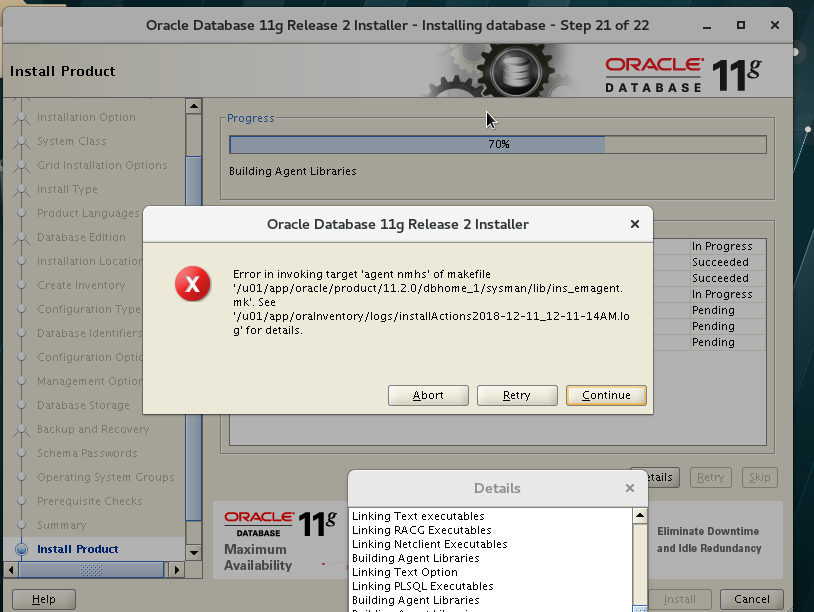 Oracle Database 11g Release 2 Installer - Installing database - Step 21 of 22
Install Product
ORACLE
DATABASE
11g
Installation Option
System Class
Grid Installation Options
Install Type
Product Languages
Database Edition
Installation Location
Create Inventory
Configuration Type
Database Identifiers
Configuration Optio
Management Option
Database Storage
Backup and Recovery
Schema Passwords
Operating System Groups
Prerequisite Checks
Summary
Install Product
Progress
70%
Building Agent Libraries
In Progress
Succeeded
Succeeded
In Progress
Pending
Pending
Pending
Oracle Database 11g Release 2 Installer
Error in invoking target 'agent nmhs' of makefile
'/u01/app/oracle/product/11.2.0/dbhome_1/sysman/lib/ins_emagent.
mk'. See
'/u01/app/oraInventory/logs/installActions2018-12-11_12-11-14AM.lo
g' for details.
Abort
Retry
Continue
etails
Retry
Skip
ORACLE
DATABASE
11g
Maximum
Availability
Eliminate Downtime
and Idle Redundancy
Details
Linking Text executables
Linking RACG Executables
Linking Netclient Executables
Building Agent Libraries
Linking Text Option
Linking PLSQL Executables
Building Agent Libraries
Help
Install
Cancel